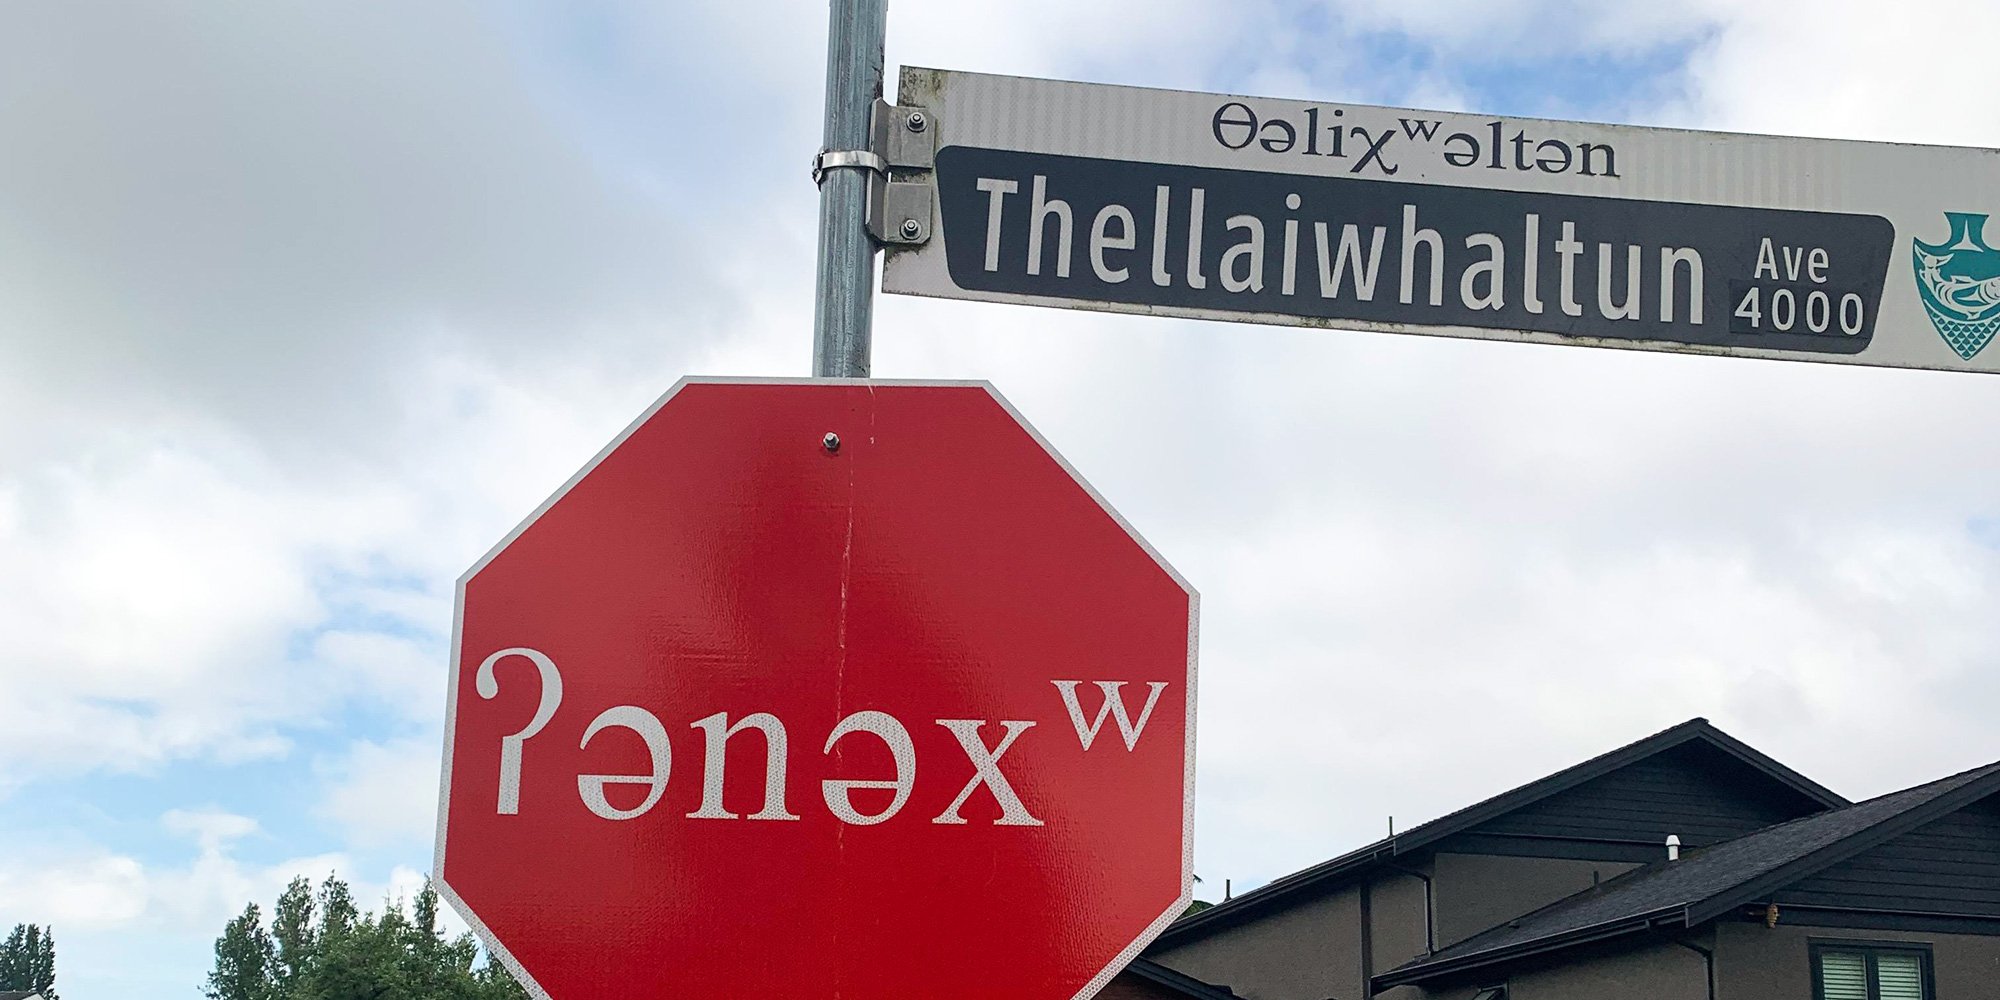 Θəliχʷəltən
Thellaiwhaltun Ave
4000
ʔənəxʷ